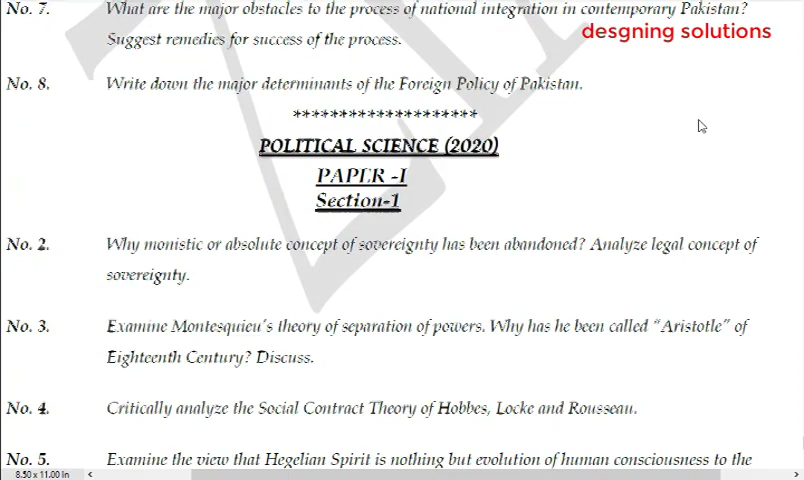 No. 7. What are the major obstacles to the process of national integration in contemporary Pakistan?
desgning solutions
Suggest remedies for success of the process.
No. 8. Write down the major determinants of the Foreign Policy of Pakistan.
********************
POLITICAL SCIENCE (2020)
PAPER -I
Section-1
No. 2. Why monistic or absolute concept of sovereignty has been abandoned? Analyze legal concept of
sovereignty.
No. 3. Examine Montesquieu's theory of separation of powers. Why has he been called "Aristotle" of
Eighteenth Century? Discuss.
No. 4. Critically analyze the Social Contract Theory of Hobbes, Locke and Rousseau.
No. 5. Examine the view that Hegelian Spirit is nothing but evolution of human consciousness to the
8.50 x 11.00 in